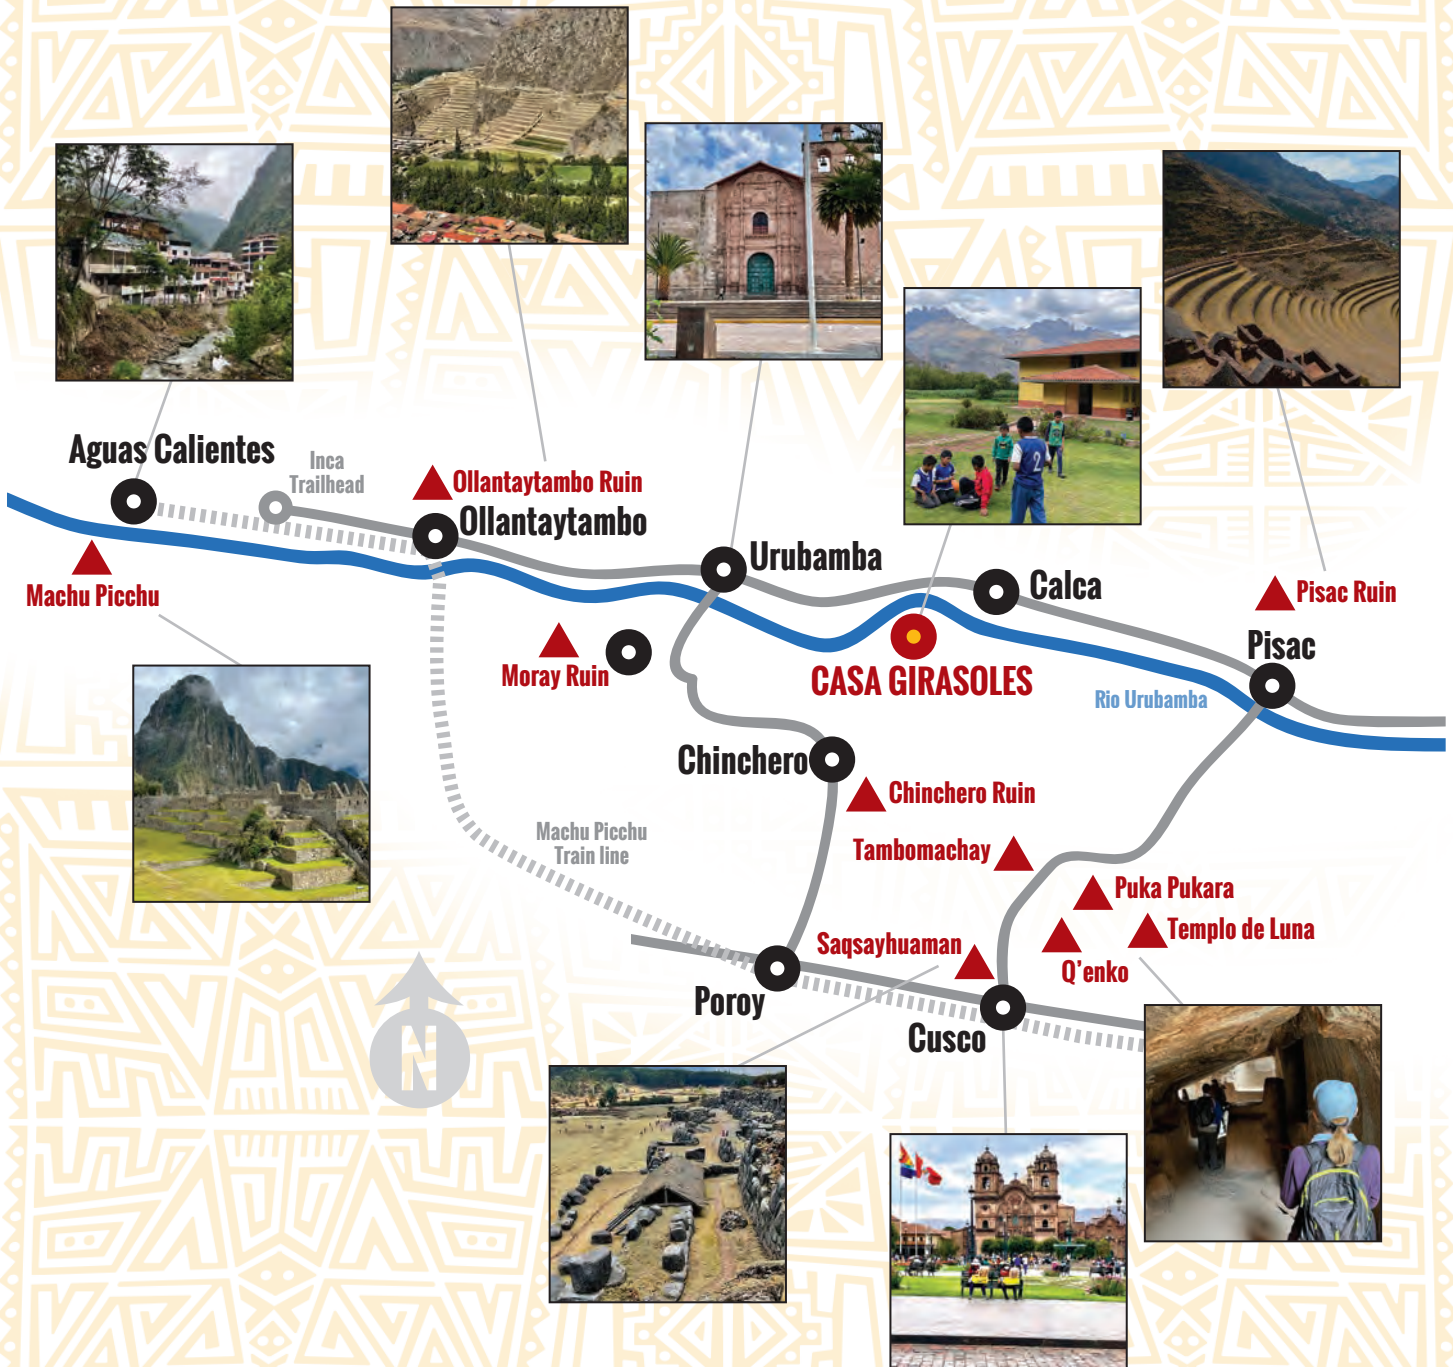 Aguas Calientes
Inca
Trailhead
Ollantaytambo Ruin
Ollantaytambo
Urubamba
Calca
Pisac Ruin
Machu Picchu
Pisac
Moray Ruin
CASA GIRASOLES
Rio Urubamba
Chinchero
Chinchero Ruin
Machu Picchu
Train line
Tambomachay
Puka Pukara
Templo de Luna
Saqsayhuaman
Q'enko
Poroy
Cusco
N
2